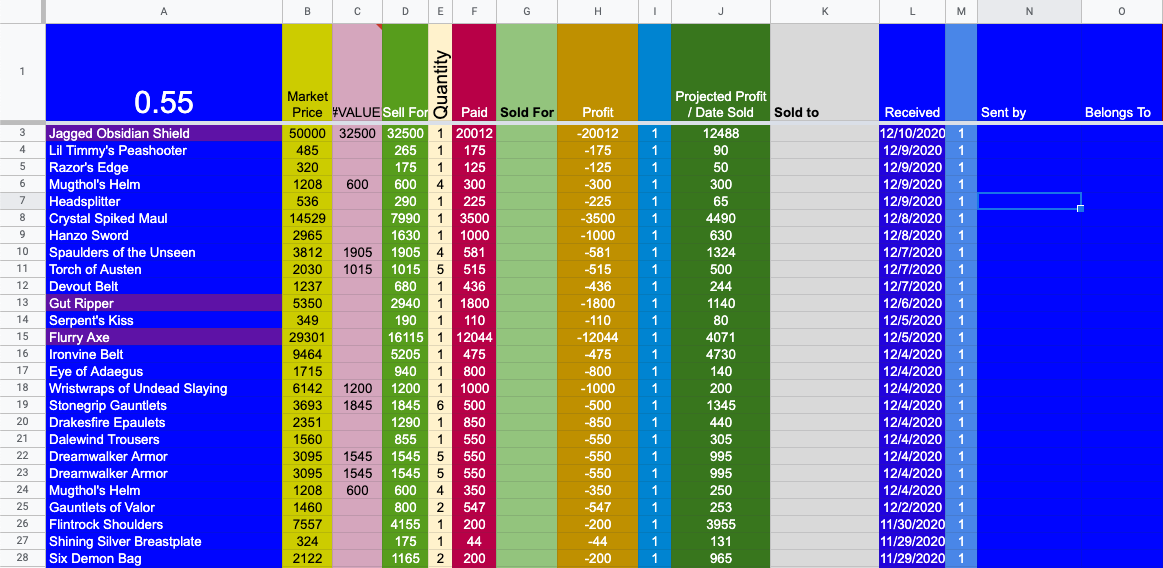 A B C D E F G H I J K L M N O
1 0.55 Market Price #VALUE Sell For Quantity Paid Sold For Profit Projected Profit / Date Sold Sold to Received Sent by Belongs To
3 Jagged Obsidian Shield 50000 32500 32500 1 20012 -20012 1 12488 12/10/2020 1
4 Lil Timmy's Peashooter 485 265 1 175 -175 1 90 12/9/2020 1
5 Razor's Edge 320 175 1 125 -125 1 50 12/9/2020 1
6 Mugthol's Helm 1208 600 600 4 300 -300 1 300 12/9/2020 1
7 Headsplitter 536 290 1 225 -225 1 65 12/9/2020 1
8 Crystal Spiked Maul 14529 7990 1 3500 -3500 1 4490 12/8/2020 1
9 Hanzo Sword 2965 1630 1 1000 -1000 1 630 12/8/2020 1
10 Spaulders of the Unseen 3812 1905 1905 4 581 -581 1 1324 12/7/2020 1
11 Torch of Austen 2030 1015 1015 5 515 -515 1 500 12/7/2020 1
12 Devout Belt 1237 680 1 436 -436 1 244 12/7/2020 1
13 Gut Ripper 5350 2940 1 1800 -1800 1 1140 12/6/2020 1
14 Serpent's Kiss 349 190 1 110 -110 1 80 12/5/2020 1
15 Flurry Axe 29301 16115 1 12044 -12044 1 4071 12/5/2020 1
16 Ironvine Belt 9464 5205 1 475 -475 1 4730 12/4/2020 1
17 Eye of Adaegus 1715 940 1 800 -800 1 140 12/4/2020 1
18 Wristwraps of Undead Slaying 6142 1200 1200 1 1000 -1000 1 200 12/4/2020 1
19 Stonegrip Gauntlets 3693 1845 1845 6 500 -500 1 1345 12/4/2020 1
20 Drakesfire Epaulets 2351 1290 1 850 -850 1 440 12/4/2020 1
21 Dalewind Trousers 1560 855 1 550 -550 1 305 12/4/2020 1
22 Dreamwalker Armor 3095 1545 1545 5 550 -550 1 995 12/4/2020 1
23 Dreamwalker Armor 3095 1545 1545 5 550 -550 1 995 12/4/2020 1
24 Mugthol's Helm 1208 600 600 4 350 -350 1 250 12/4/2020 1
25 Gauntlets of Valor 1460 800 2 547 -547 1 253 12/2/2020 1
26 Flintrock Shoulders 7557 4155 1 200 -200 1 3955 11/30/2020 1
27 Shining Silver Breastplate 324 175 1 44 -44 1 131 11/29/2020 1
28 Six Demon Bag 2122 1165 2 200 -200 1 965 11/29/2020 1